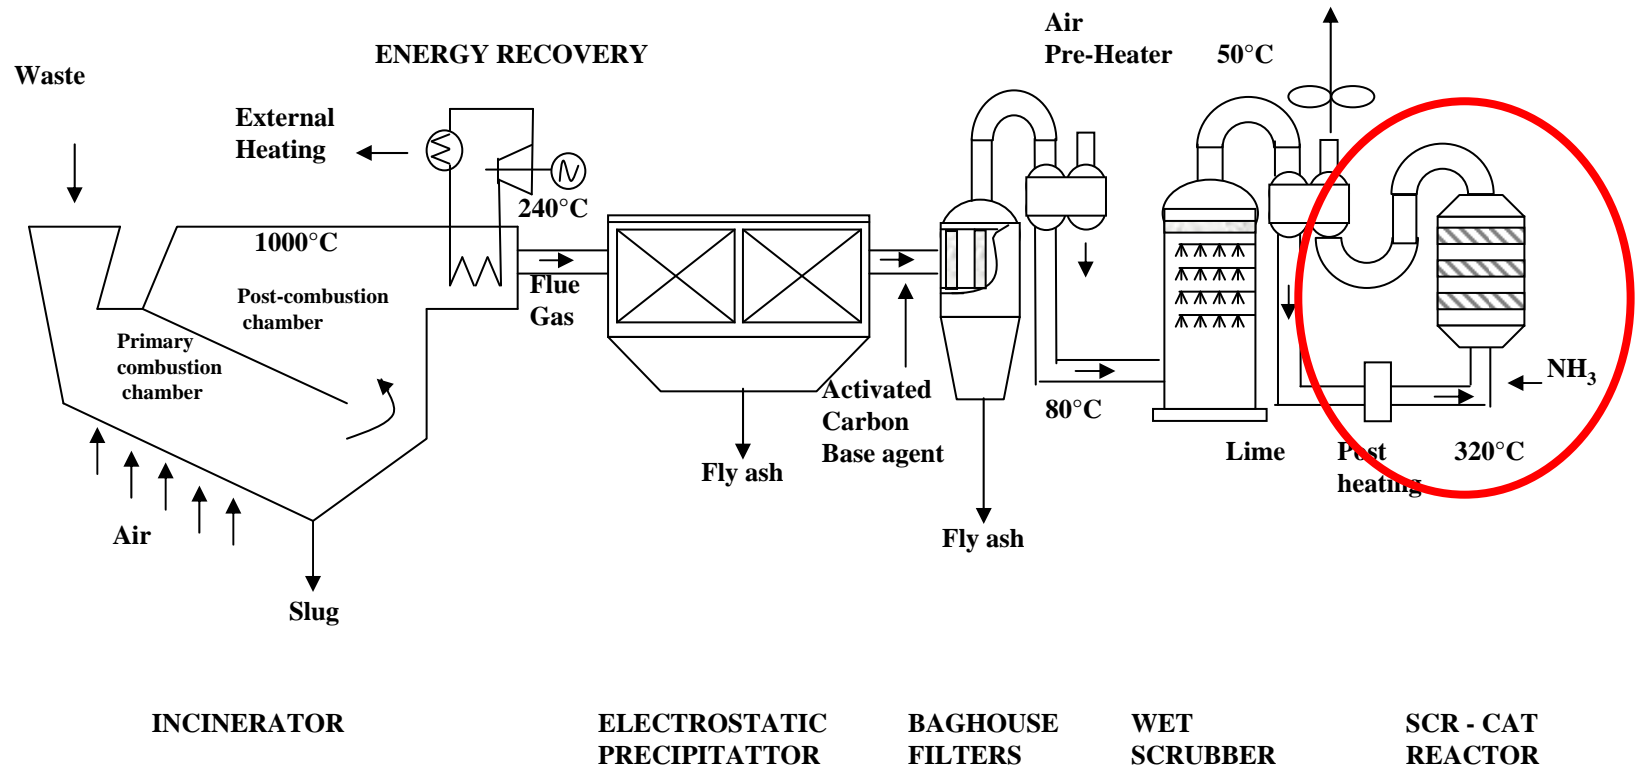 Air
Pre-Heater
50°C
ENERGY RECOVERY
Waste
External
Heating
240°C
1000°C
Post-combustion
chamber
Primary
combustion
chamber
Flue
Gas
Activated
Carbon
Base agent
80°C
NH3
Lime
Post
heating
320°C
Fly ash
Fly ash
Air
Slug
INCINERATOR
ELECTROSTATIC
PRECIPITATTOR
BAGHOUSE
FILTERS
WET
SCRUBBER
SCR - CAT
REACTOR